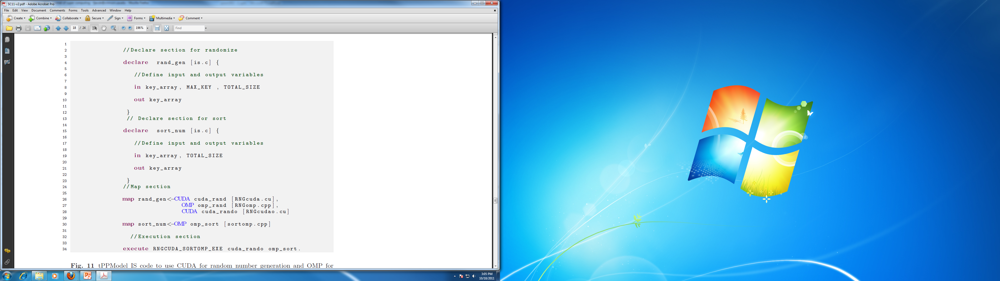 SC11-v2.pdf - Adobe Acrobat Pro
File Edit View Document Comments Forms Tools Advanced Window Help
Create Combine Collaborate Secure Sign Forms Multimedia Comment
18 / 24 196% Find
1
2 //Declare section for randomize
3
4 declare rand_gen [is.c] {
5
6 //Define input and output variables
7
8 in key_array, MAX_KEY , TOTAL_SIZE
9
10 out key_array
11
12 }
13 // Declare section for sort
14
15 declare sort_num [is.c] {
16
17 //Define input and output variables
18
19 in key_array, TOTAL_SIZE
20
21 out key_array
22
23 }
24 //Map section
25
26 map rand_gen<-CUDA cuda_rand [RNGcuda.cu],
27 OMP omp_rand [RNGomp.cpp],
28 CUDA cuda_rando [RNGcudao.cu]
29
30 map sort_num<-OMP omp_sort [sortomp.cpp]
31
32 //Execution section
33
34 execute RNGCUDA_SORTOMP_EXE cuda_rando omp_sort.
Fig. 11 tPPModel IS code to use CUDA for random number generation and OMP for
3:05 PM
10/18/2011